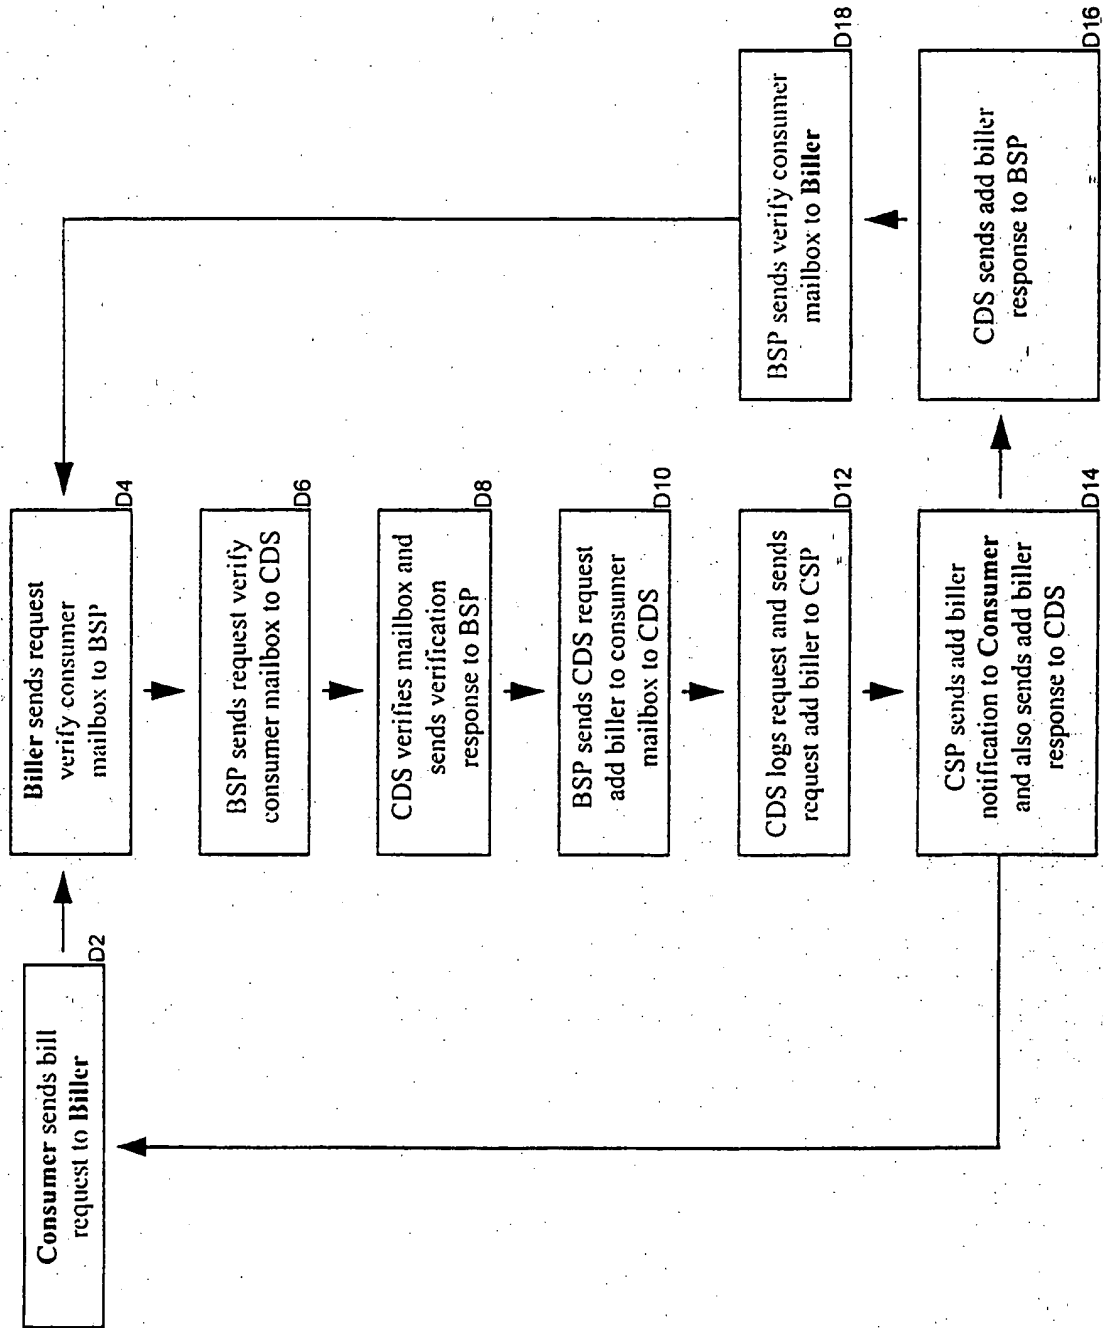 Consumer sends bill
request to Biller
D2
Biller sends request
verify consumer
mailbox to BSP
D4
BSP sends request verify
consumer mailbox to CDS
D6
CDS verifies mailbox and
sends verification
response to BSP
D8
BSP sends CDS request
add biller to consumer
mailbox to CDS
D10
CDS logs request and sends
request add biller to CSP
D12
CSP sends add biller
notification to Consumer
and also sends add biller
response to CDS
D14
CDS sends add biller
response to BSP
D16
BSP sends verify consumer
mailbox to Biller
D18